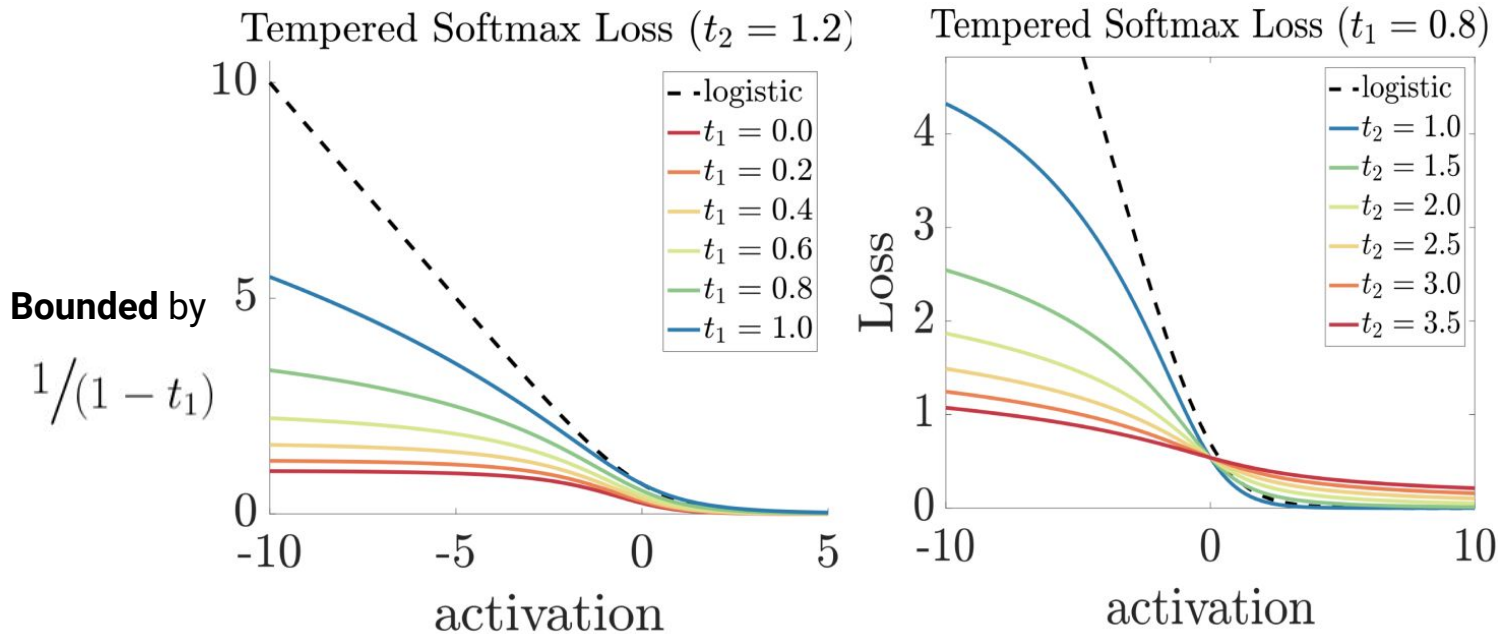 Tempered Softmax Loss (t₂ = 1.2)
10
5
0
-10
-5
0
5
activation
logistic
t₁ = 0.0
t₁ = 0.2
t₁ = 0.4
t₁ = 0.6
t₁ = 0.8
t₁ = 1.0
Bounded by
1/(1 − t₁)
Tempered Softmax Loss (t₁ = 0.8)
Loss
4
3
2
1
0
-10
0
10
activation
logistic
t₂ = 1.0
t₂ = 1.5
t₂ = 2.0
t₂ = 2.5
t₂ = 3.0
t₂ = 3.5